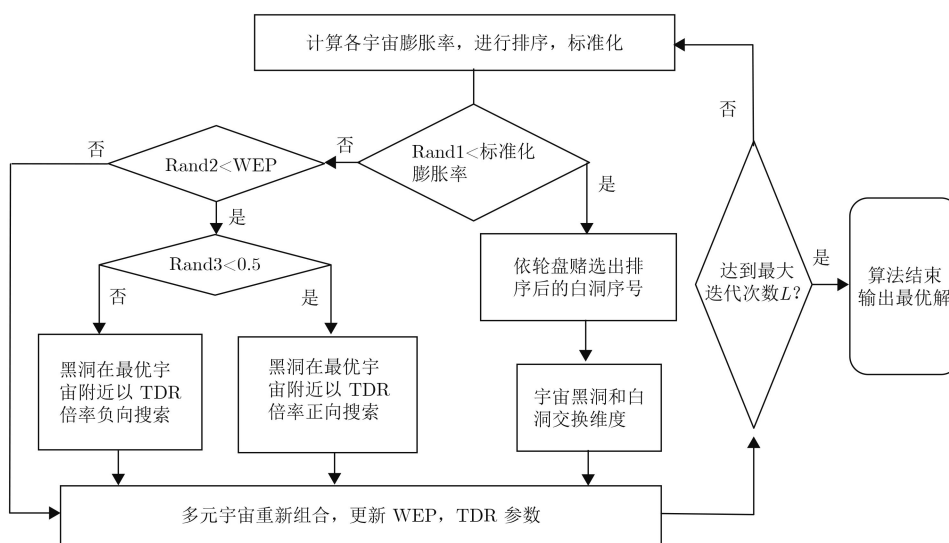 计算各宇宙膨胀率，进行排序，标准化
否
否
否
Rand2<WEP
Rand1<标准化
膨胀率
是
是
Rand3<0.5
依轮盘赌选出排
序后的白洞序号
达到最大
迭代次数L?
是
算法结束
输出最优解
否
是
黑洞在最优宇
宙附近以 TDR
倍率负向搜索
黑洞在最优宇
宙附近以 TDR
倍率正向搜索
宇宙黑洞和白
洞交换维度
多元宇宙重新组合，更新 WEP，TDR 参数